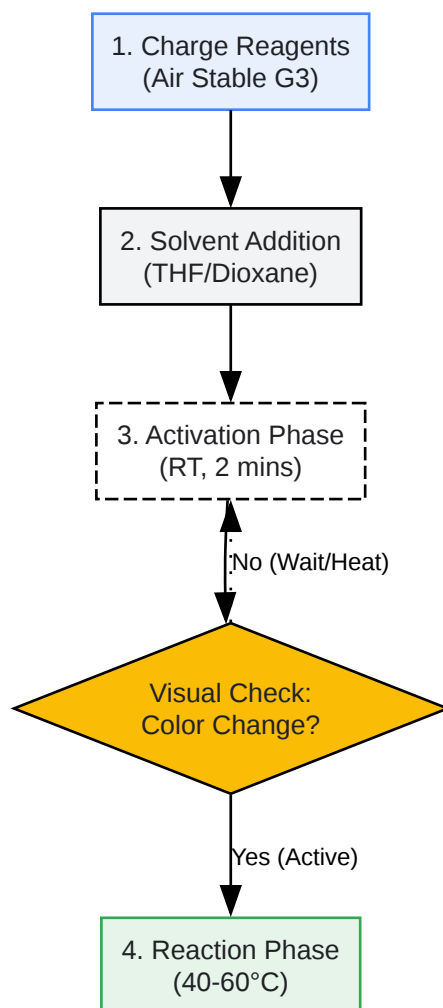 1. Charge Reagents
(Air Stable G3)
2. Solvent Addition
(THF/Dioxane)
3. Activation Phase
(RT, 2 mins)
No (Wait/Heat)
Visual Check:
Color Change?
Yes (Active)
4. Reaction Phase
(40-60°C)